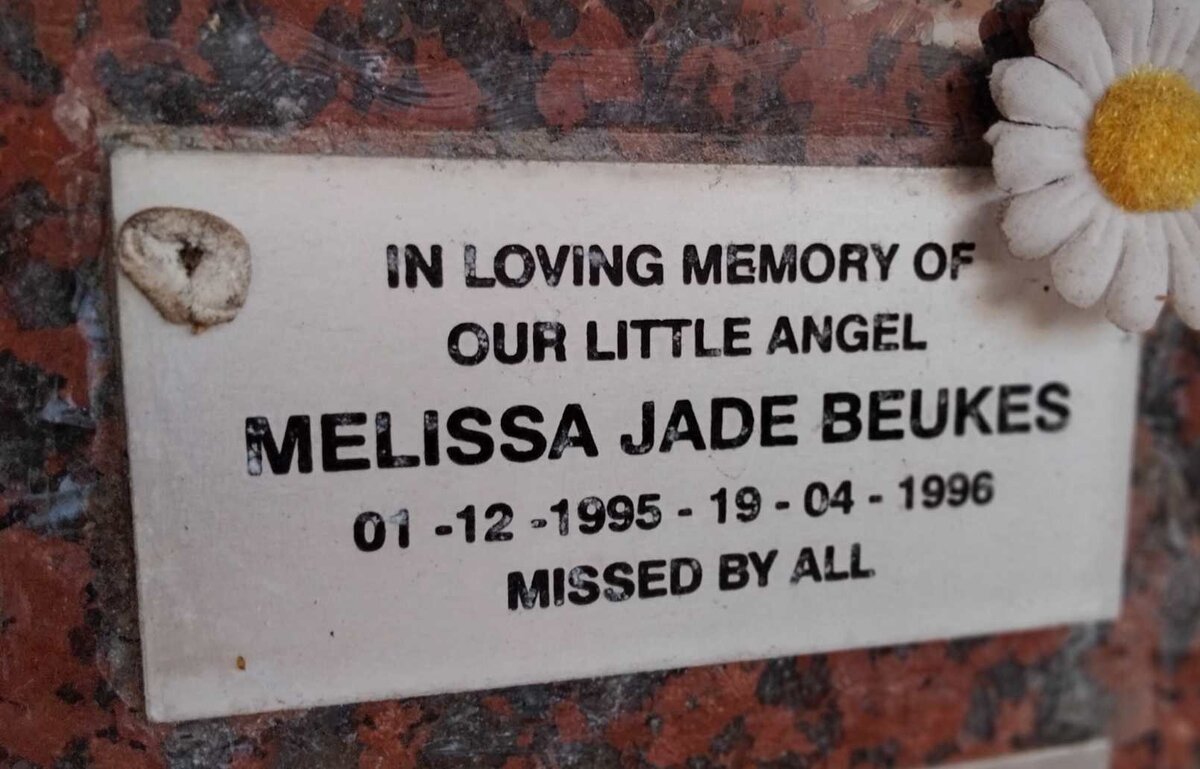 IN LOVING MEMORY OF
OUR LITTLE ANGEL
MELISSA JADE BEUKES
01 -12 -1995 - 19 - 04 - 1996
MISSED BY ALL